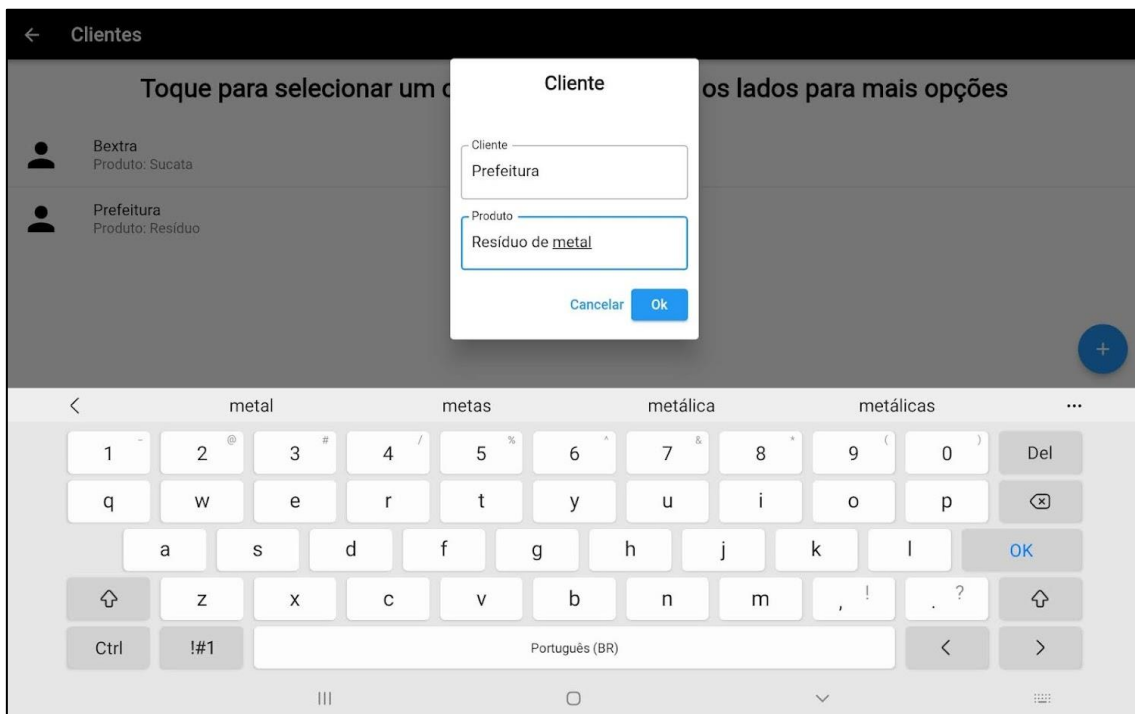 Clientes
Toque para selecionar um c
os lados para mais opções
Bextra
Produto: Sucata
Prefeitura
Produto: Resíduo
Cliente
Cliente
Prefeitura
Produto
Resíduo de metal
Cancelar Ok
metal metas metálica metálicas ...
1 - 2 @ 3 # 4 / 5 % 6 ^ 7 & 8 * 9 ( 0 ) Del
q w e r t y u i o p
a s d f g h j k l OK
z x c v b n m , ! . ?
Ctrl !#1 Português (BR) < >